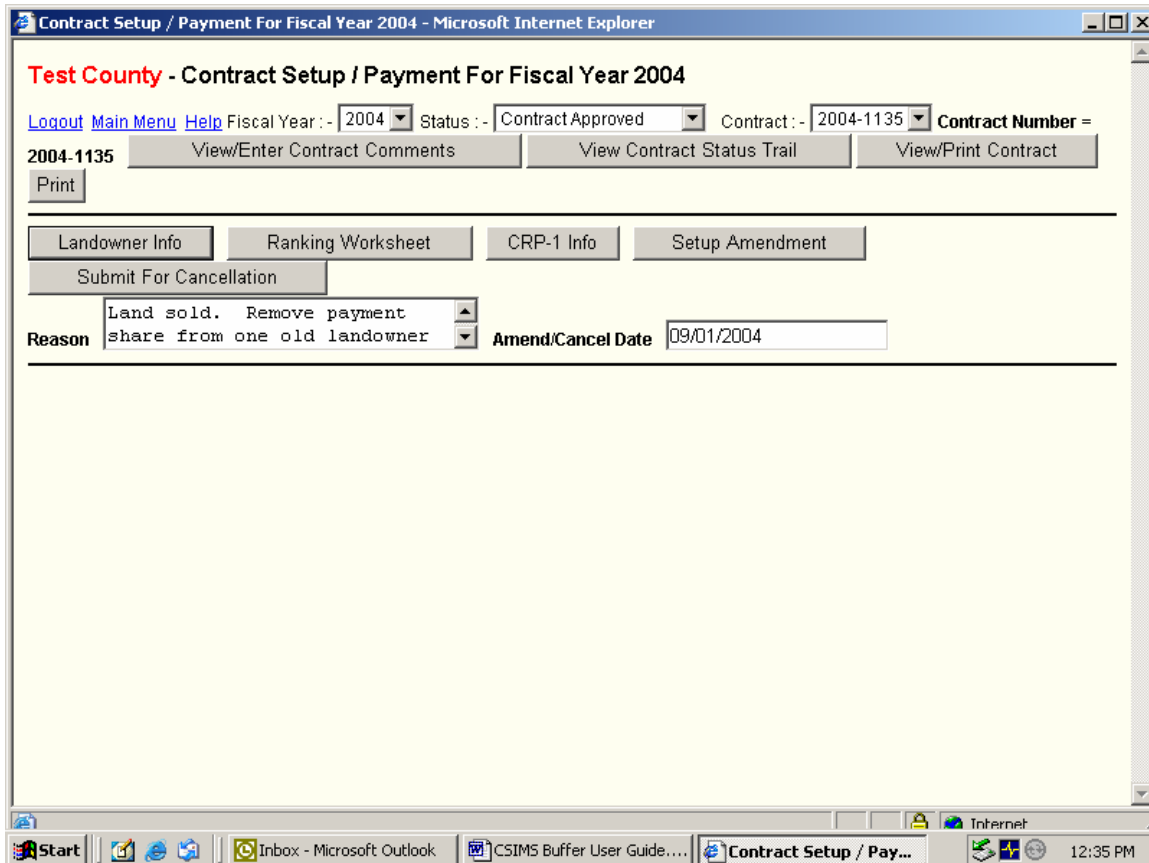 Contract Setup / Payment For Fiscal Year 2004 - Microsoft Internet Explorer
Test County - Contract Setup / Payment For Fiscal Year 2004
Logout Main Menu Help Fiscal Year : - 2004 Status : - Contract Approved Contract : - 2004-1135 Contract Number =
2004-1135 View/Enter Contract Comments View Contract Status Trail View/Print Contract
Print
Landowner Info Ranking Worksheet CRP-1 Info Setup Amendment
Submit For Cancellation
Land sold. Remove payment
Reason share from one old landowner Amend/Cancel Date 09/01/2004
Internet
Start Inbox - Microsoft Outlook CSIMS Buffer User Guide.... Contract Setup / Pay... 12:35 PM